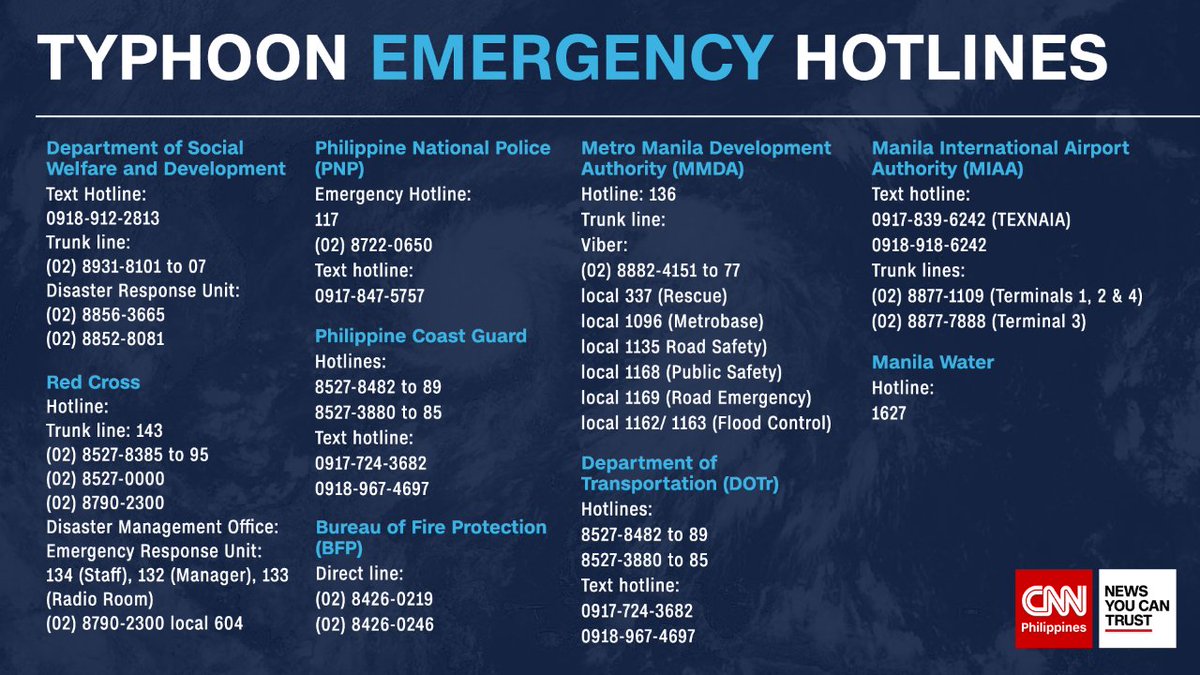 TYPHOON EMERGENCY HOTLINES
Department of Social
Welfare and Development
Text Hotline:
0918-912-2813
Trunk line:
(02) 8931-8101 to 07
Disaster Response Unit:
(02) 8856-3665
(02) 8852-8081
Red Cross
Hotline:
Trunk line: 143
(02) 8527-8385 to 95
(02) 8527-0000
(02) 8790-2300
Disaster Management Office:
Emergency Response Unit:
134 (Staff), 132 (Manager), 133
(Radio Room)
(02) 8790-2300 local 604
Philippine National Police
(PNP)
Emergency Hotline:
117
(02) 8722-0650
Text hotline:
0917-847-5757
Philippine Coast Guard
Hotlines:
8527-8482 to 89
8527-3880 to 85
Text hotline:
0917-724-3682
0918-967-4697
Bureau of Fire Protection
(BFP)
Direct line:
(02) 8426-0219
(02) 8426-0246
Metro Manila Development
Authority (MMDA)
Hotline: 136
Trunk line:
Viber:
(02) 8882-4151 to 77
local 337 (Rescue)
local 1096 (Metrobase)
local 1135 Road Safety)
local 1168 (Public Safety)
local 1169 (Road Emergency)
local 1162/ 1163 (Flood Control)
Department of
Transportation (DOTr)
Hotlines:
8527-8482 to 89
8527-3880 to 85
Text hotline:
0917-724-3682
0918-967-4697
Manila International Airport
Authority (MIAA)
Text hotline:
0917-839-6242 (TEXNAIA)
0918-918-6242
Trunk lines:
(02) 8877-1109 (Terminals 1, 2 & 4)
(02) 8877-7888 (Terminal 3)
Manila Water
Hotline:
1627
CNN
Philippines
NEWS
YOU CAN
TRUST